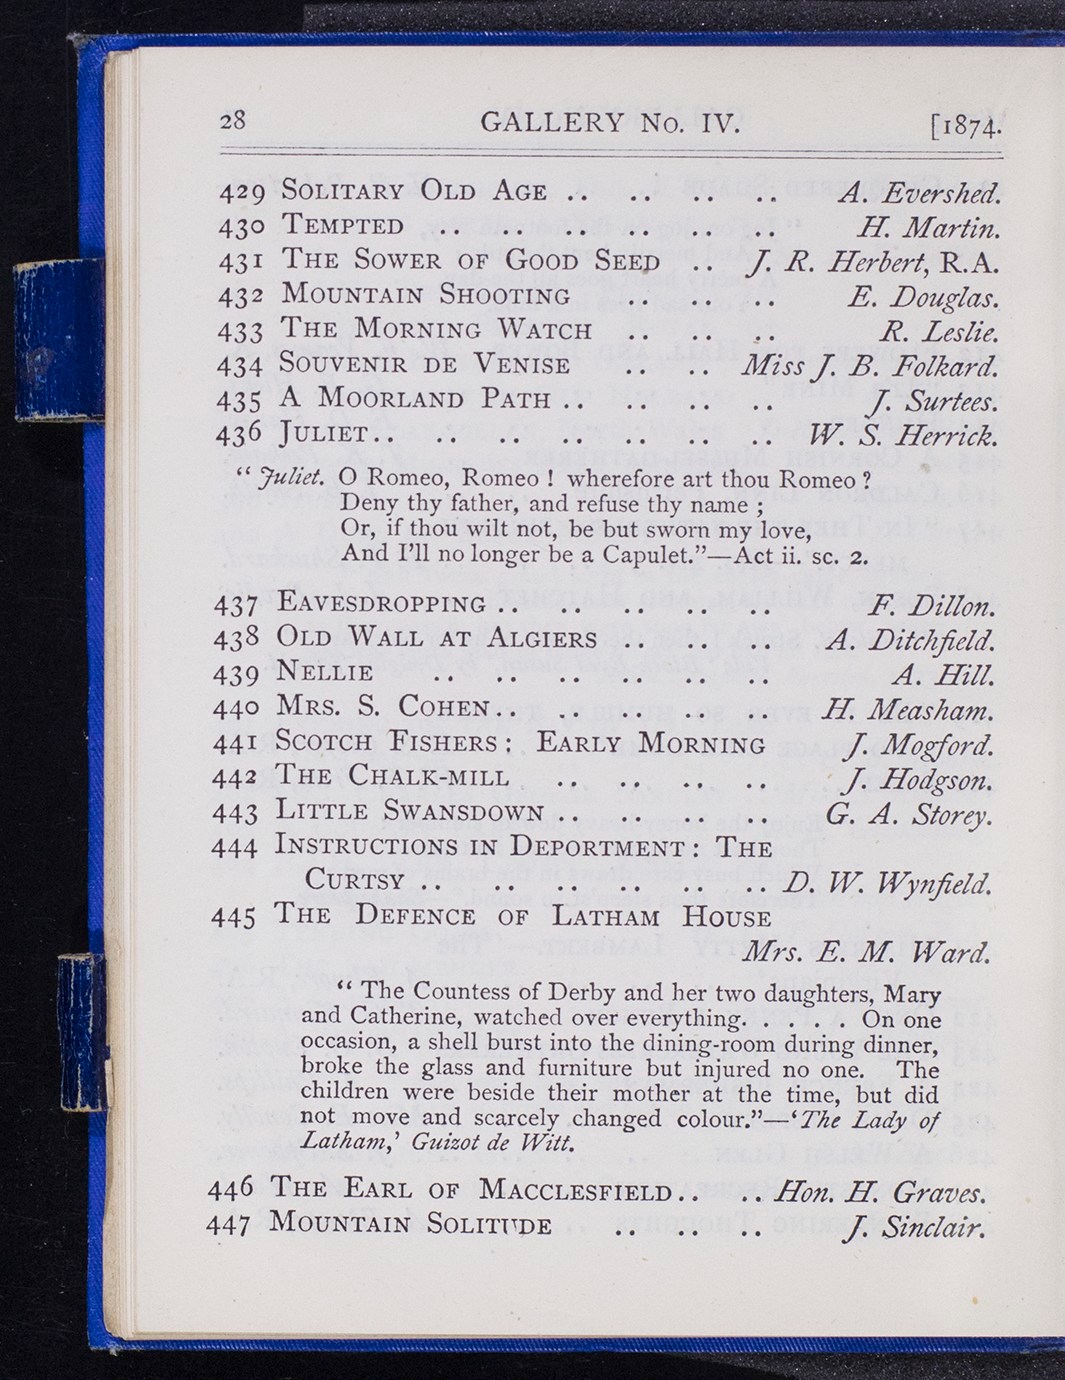 28 GALLERY No. IV. [1874.
429 SOLITARY OLD AGE .. .. .. .. A. Evershed.
430 TEMPTED .. .. .. .. .. .. H. Martin.
431 THE SOWER OF GOOD SEED .. J. R. Herbert, R.A.
432 MOUNTAIN SHOOTING .. .. .. E. Douglas.
433 THE MORNING WATCH .. .. .. R. Leslie.
434 SOUVENIR DE VENISE .. .. Miss J. B. Folkard.
435 A MOORLAND PATH .. .. .. .. J. Surtees.
436 JULIET .. .. .. .. .. .. .. W. S. Herrick.
“ Juliet. O Romeo, Romeo ! wherefore art thou Romeo ?
Deny thy father, and refuse thy name ;
Or, if thou wilt not, be but sworn my love,
And I’ll no longer be a Capulet.”—Act ii. sc. 2.
437 EAVESDROPPING .. .. .. .. .. F. Dillon.
438 OLD WALL AT ALGIERS .. .. .. A. Ditchfield.
439 NELLIE .. .. .. .. .. .. A. Hill.
440 MRS. S. COHEN .. .. .. .. .. H. Measham.
441 SCOTCH FISHERS : EARLY MORNING J. Mogford.
442 THE CHALK-MILL .. .. .. .. J. Hodgson.
443 LITTLE SWANSDOWN .. .. .. .. G. A. Storey.
444 INSTRUCTIONS IN DEPORTMENT : THE
CURTSY .. .. .. .. .. .. D. W. Wynfield.
445 THE DEFENCE OF LATHAM HOUSE
Mrs. E. M. Ward.
“ The Countess of Derby and her two daughters, Mary
and Catherine, watched over everything. . . . . . On one
occasion, a shell burst into the dining-room during dinner,
broke the glass and furniture but injured no one. The
children were beside their mother at the time, but did
not move and scarcely changed colour.”—‘The Lady of
Latham,’ Guizot de Witt.
446 THE EARL OF MACCLESFIELD .. .. Hon. H. Graves.
447 MOUNTAIN SOLITUDE .. .. .. J. Sinclair.